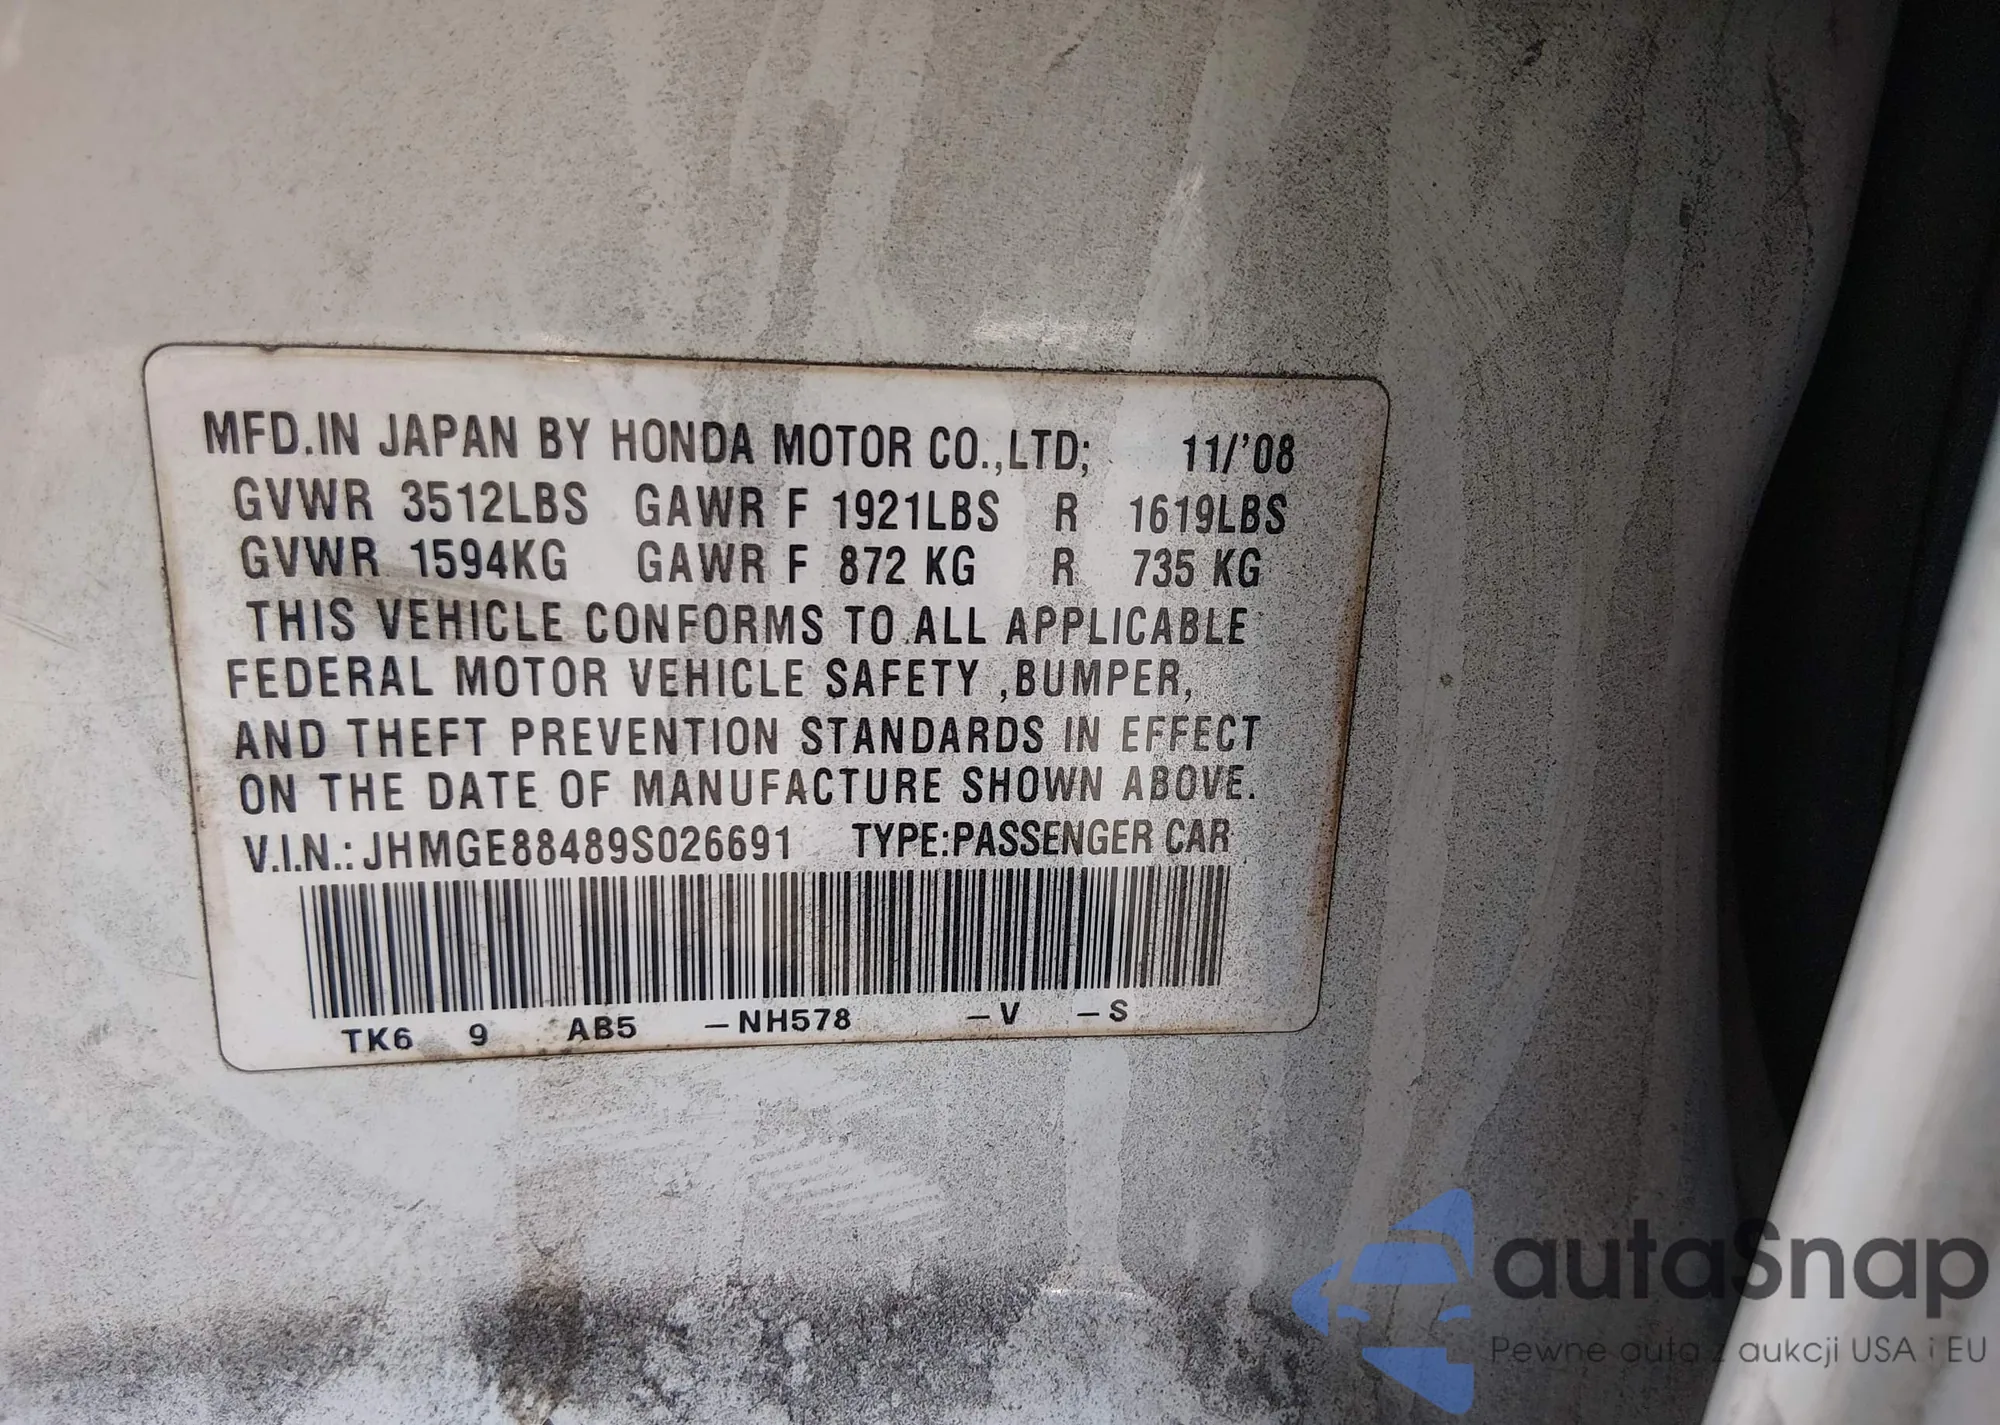 MFD.IN JAPAN BY HONDA MOTOR CO.,LTD; 11/'08
GVWR 3512LBS GAWR F 1921LBS R 1619LBS
GVWR 1594KG GAWR F 872 KG R 735 KG
THIS VEHICLE CONFORMS TO ALL APPLICABLE
FEDERAL MOTOR VEHICLE SAFETY ,BUMPER,
AND THEFT PREVENTION STANDARDS IN EFFECT
ON THE DATE OF MANUFACTURE SHOWN ABOVE.
V.I.N.: JHMGE88489S026691 TYPE:PASSENGER CAR
TK6 9 AB5 -NH578 -V -S
autaSnap
Pewne auta z aukcji USA i EU